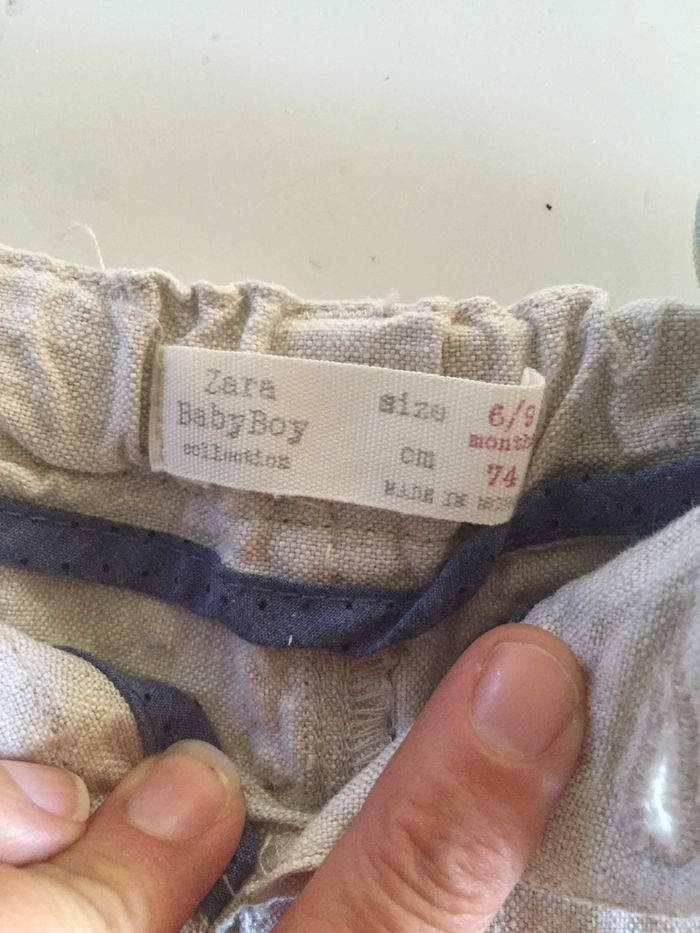 Zara
BabyBoy
collection
size 6/9
months
cm 74
MADE IN